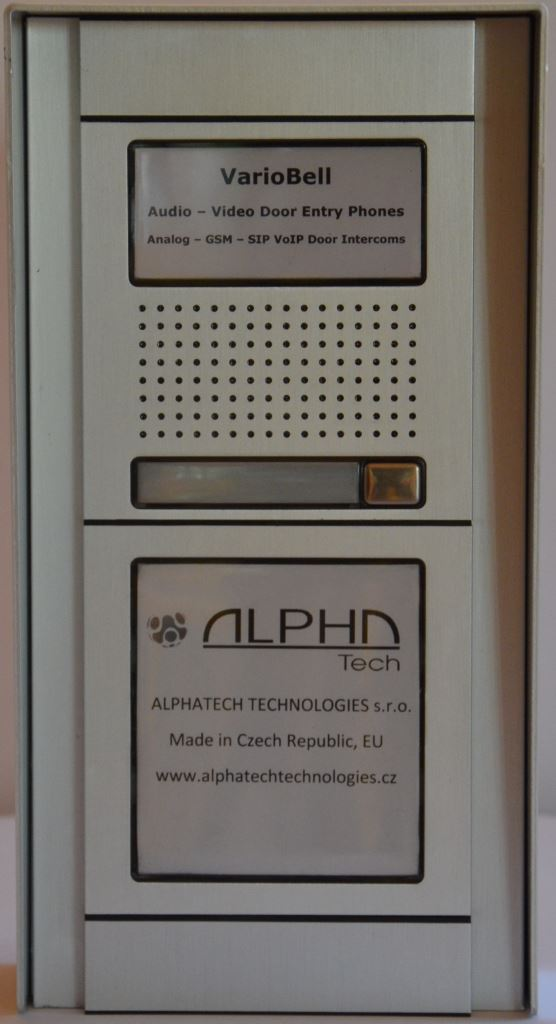 VarioBell
Audio – Video Door Entry Phones
Analog – GSM – SIP VoIP Door Intercoms
ALPHA
Tech
ALPHATECH TECHNOLOGIES s.r.o.
Made in Czech Republic, EU
www.alphatechtechnologies.cz